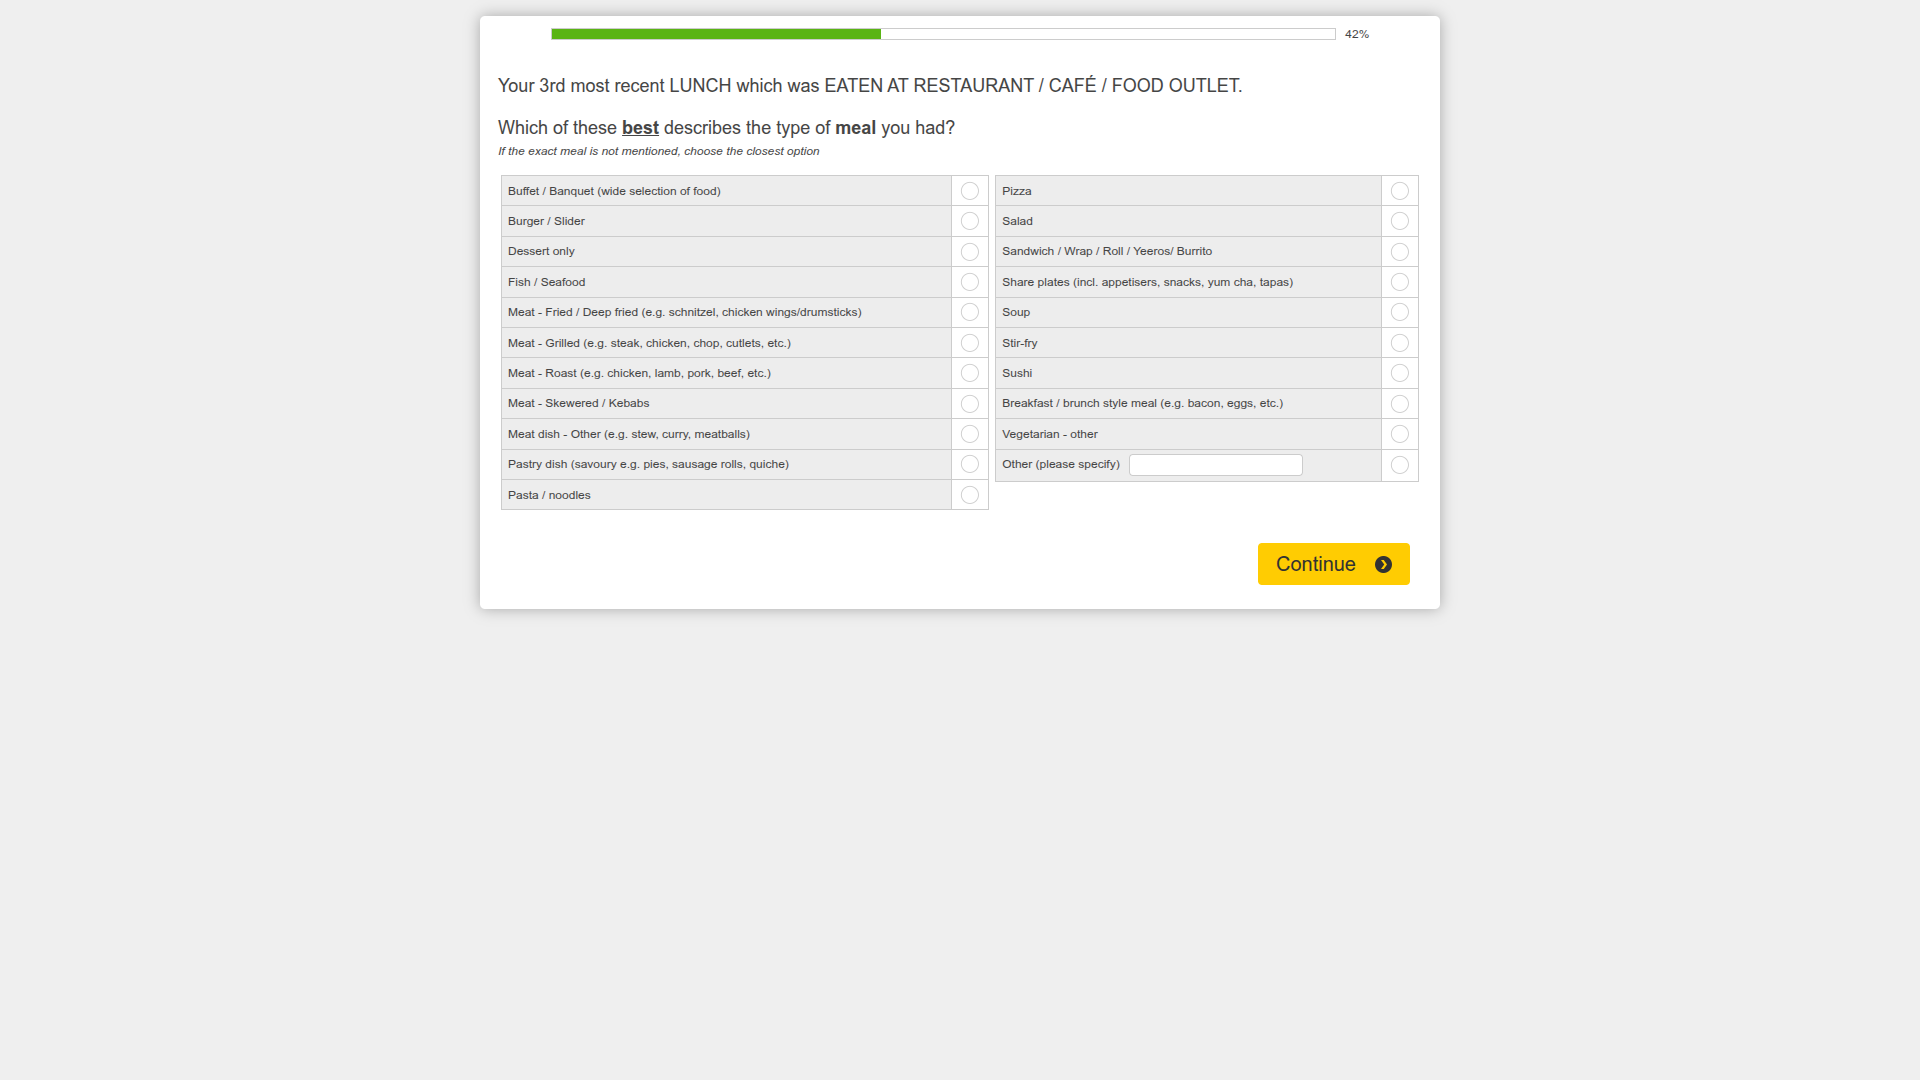 42%
Your 3rd most recent LUNCH which was EATEN AT RESTAURANT / CAFÉ / FOOD OUTLET.
Which of these best describes the type of meal you had?
If the exact meal is not mentioned, choose the closest option
Buffet / Banquet (wide selection of food)
Burger / Slider
Dessert only
Fish / Seafood
Meat - Fried / Deep fried (e.g. schnitzel, chicken wings/drumsticks)
Meat - Grilled (e.g. steak, chicken, chop, cutlets, etc.)
Meat - Roast (e.g. chicken, lamb, pork, beef, etc.)
Meat - Skewered / Kebabs
Meat dish - Other (e.g. stew, curry, meatballs)
Pastry dish (savoury e.g. pies, sausage rolls, quiche)
Pasta / noodles
Pizza
Salad
Sandwich / Wrap / Roll / Yeeros/ Burrito
Share plates (incl. appetisers, snacks, yum cha, tapas)
Soup
Stir-fry
Sushi
Breakfast / brunch style meal (e.g. bacon, eggs, etc.)
Vegetarian - other
Other (please specify)
Continue